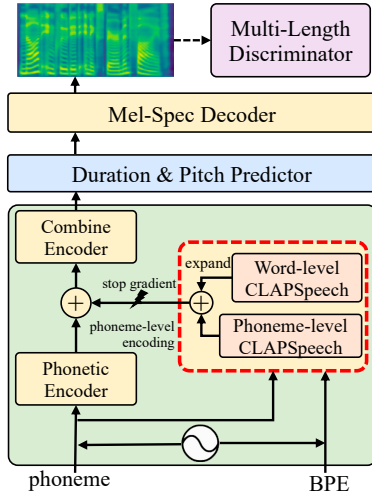 Multi-Length
Discriminator
Mel-Spec Decoder
Duration & Pitch Predictor
Combine
Encoder
expand
Word-level
CLAPSpeech
stop gradient
phoneme-level
encoding
Phoneme-level
CLAPSpeech
Phonetic
Encoder
phoneme
BPE